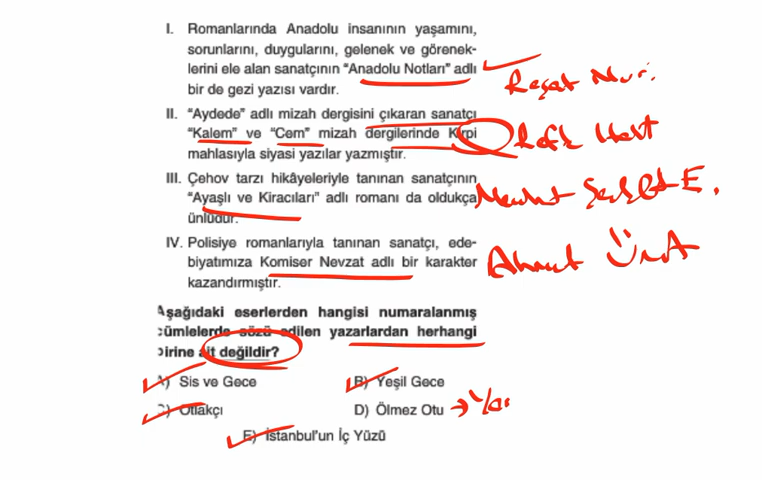 I. Romanlarında Anadolu insanının yaşamını,
sorunlarını, duygularını, gelenek ve görenek-
lerini ele alan sanatçının “Anadolu Notları” adlı
bir de gezi yazısı vardır.
Reşat Nuri
II. “Aydede” adlı mizah dergisini çıkaran sanatçı
“Kalem” ve “Cem” mizah dergilerinde Kirpi
mahlasıyla siyasi yazılar yazmıştır.
Refik Halit
III. Çehov tarzı hikâyeleriyle tanınan sanatçının
“Ayaşlı ve Kiracıları” adlı romanı da oldukça
ünlüdür.
E.
IV. Polisiye romanlarıyla tanınan sanatçı, ede-
biyatımıza Komiser Nevzat adlı bir karakter
kazandırmıştır.
Ahmet Ümit
Aşağıdaki eserlerden hangisi numaralanmış
cümlelerde sözü edilen yazarlardan herhangi
birine ait değildir?
A) Sis ve Gece B) Yeşil Gece
C) Otlakçı D) Ölmez Otu
E) İstanbul'un İç Yüzü